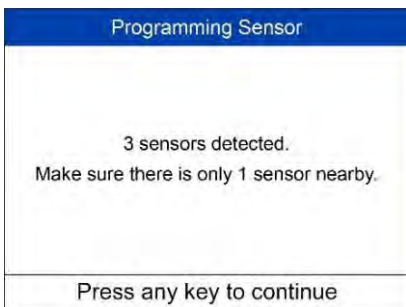 Programming Sensor
3 sensors detected.
Make sure there is only 1 sensor nearby.
Press any key to continue